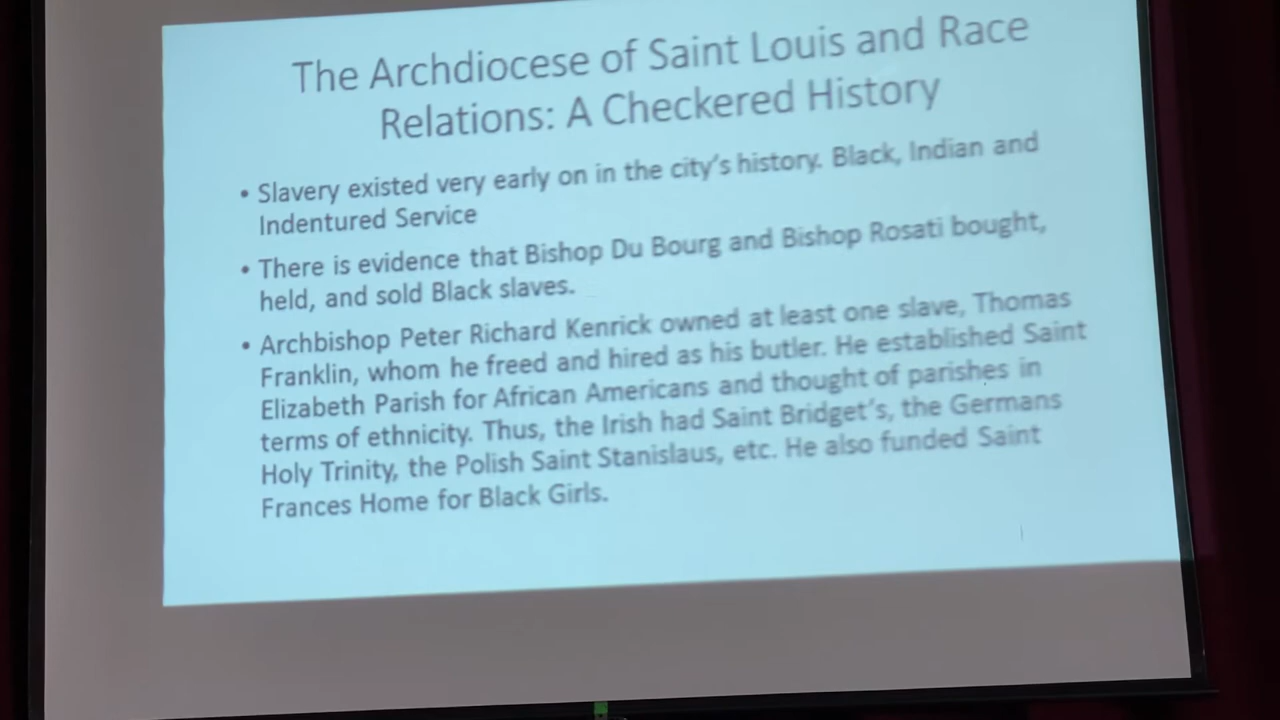 The Archdiocese of Saint Louis and Race
Relations: A Checkered History
• Slavery existed very early on in the city's history. Black, Indian and
Indentured Service
• There is evidence that Bishop Du Bourg and Bishop Rosati bought,
held, and sold Black slaves.
• Archbishop Peter Richard Kenrick owned at least one slave, Thomas
Franklin, whom he freed and hired as his butler. He established Saint
Elizabeth Parish for African Americans and thought of parishes in
terms of ethnicity. Thus, the Irish had Saint Bridget's, the Germans
Holy Trinity, the Polish Saint Stanislaus, etc. He also funded Saint
Frances Home for Black Girls.